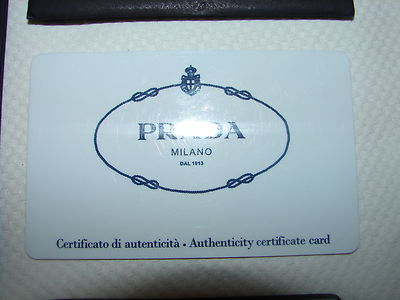 PRADA
MILANO
DAL 1913
Certificato di autenticità • Authenticity certificate card